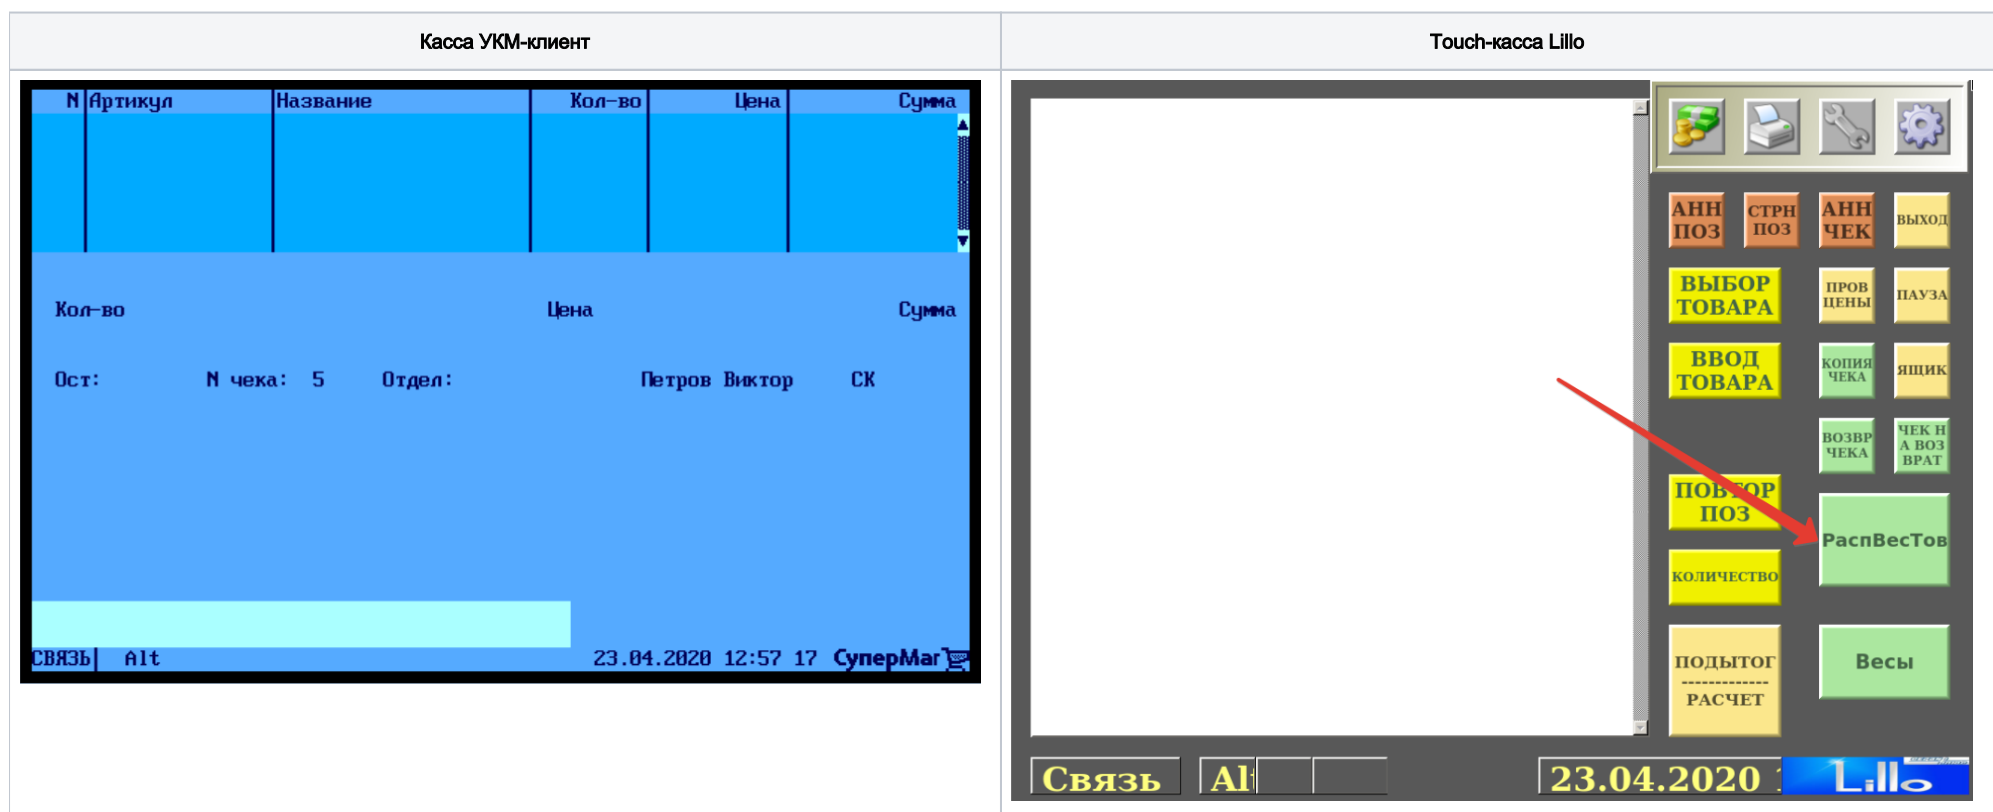 Касса УКМ-клиент
Touch-касса Lillo
N Артикул Название Кол-во Цена Сумма
Кол-во Цена Сумма
Ост: N чека: 5 Отдел: Петров Виктор СК
СВЯЗЬ Alt 23.04.2020 12:57 17 СуперМаг
АНН
ПОЗ
СТРН
ПОЗ
АНН
ЧЕК
ВЫХОД
ВЫБОР
ТОВАРА
ПРОВ
ЦЕНЫ
ПАУЗА
ВВОД
ТОВАРА
КОПИЯ
ЧЕКА
ЯЩИК
ВОЗВР
ЧЕКА
ЧЕК Н
А ВОЗ
ВРАТ
ПОВТОР
ПОЗ
РаспВесТов
КОЛИЧЕСТВО
ПОДЫТОГ
-------------
РАСЧЕТ
Весы
Связь Alt 23.04.2020 Lillo